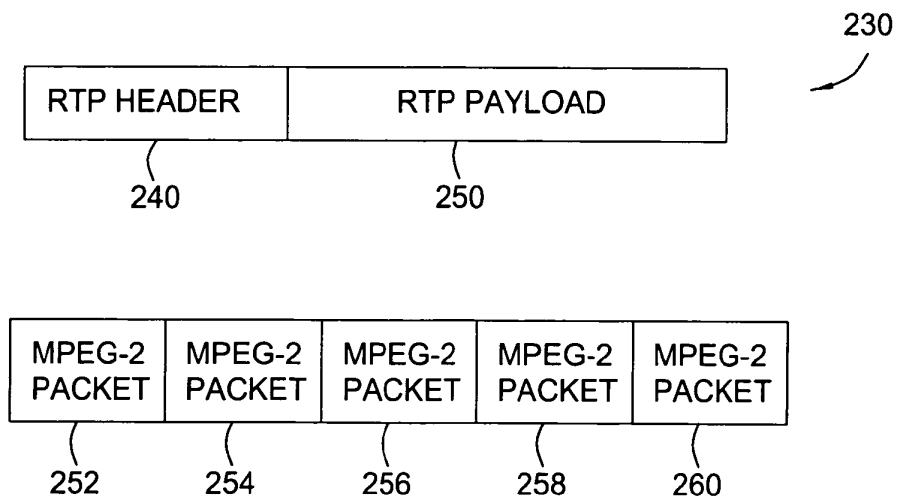 230
RTP HEADER RTP PAYLOAD
240 250
MPEG-2 MPEG-2 MPEG-2 MPEG-2 MPEG-2
PACKET PACKET PACKET PACKET PACKET
252 254 256 258 260